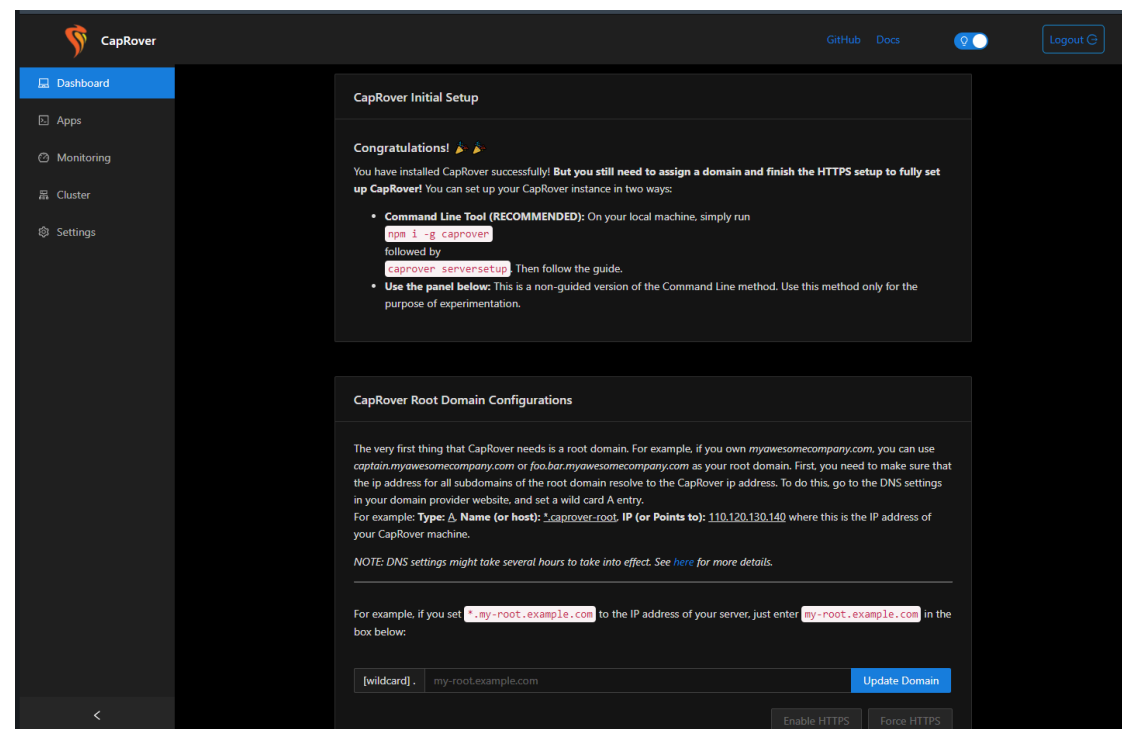 CapRover
GitHub Docs
Logout
Dashboard
Apps
Monitoring
Cluster
Settings
CapRover Initial Setup
Congratulations!
You have installed CapRover successfully! But you still need to assign a domain and finish the HTTPS setup to fully set
up CapRover! You can set up your CapRover instance in two ways:
• Command Line Tool (RECOMMENDED): On your local machine, simply run
npm i -g caprover
followed by
caprover serversetup. Then follow the guide.
• Use the panel below: This is a non-guided version of the Command Line method. Use this method only for the
purpose of experimentation.
CapRover Root Domain Configurations
The very first thing that CapRover needs is a root domain. For example, if you own myawesomecompany.com, you can use
captain.myawesomecompany.com or foo.bar.myawesomecompany.com as your root domain. First, you need to make sure that
the ip address for all subdomains of the root domain resolve to the CapRover ip address. To do this, go to the DNS settings
in your domain provider website, and set a wild card A entry.
For example: Type: A, Name (or host): *.caprover-root, IP (or Points to): 110.120.130.140 where this is the IP address of
your CapRover machine.
NOTE: DNS settings might take several hours to take into effect. See here for more details.
For example, if you set *.my-root.example.com to the IP address of your server, just enter my-root.example.com in the
box below:
[wildcard] . my-root.example.com Update Domain
Enable HTTPS Force HTTPS